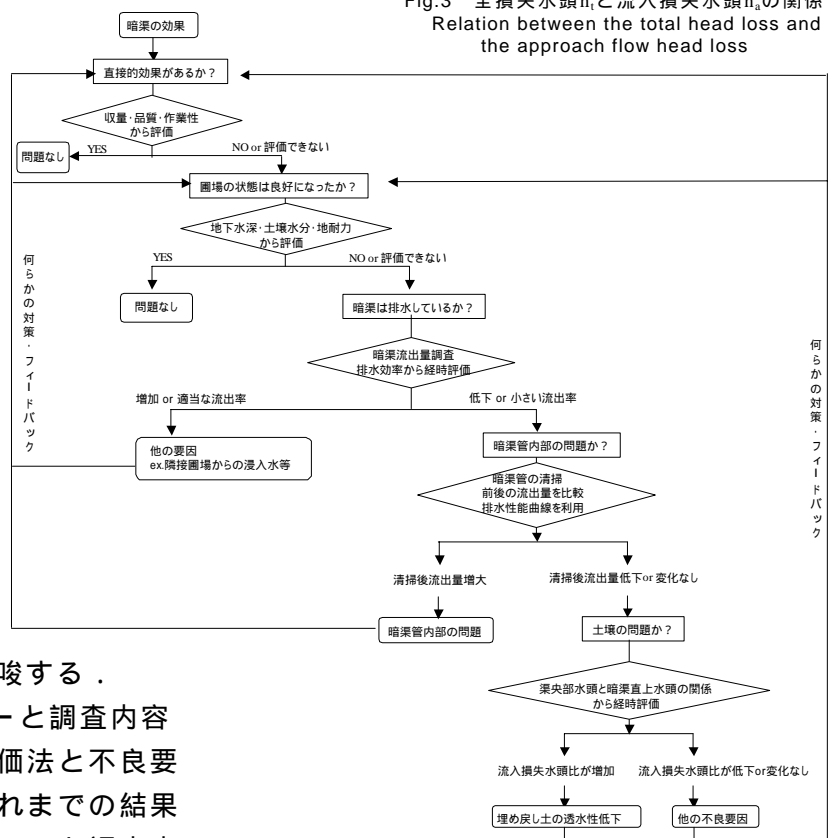 Fig.3 全損失水頭htと流入損失水頭haの関係
Relation between the total head loss and
the approach flow head loss
暗渠の効果
直接的効果があるか？
収量･品質･作業性
から評価
問題なし
YES
NO or 評価できない
圃場の状態は良好になったか？
地下水深･土壌水分･地耐力
から評価
YES
NO or 評価できない
問題なし
暗渠は排水しているか？
暗渠流出量調査
排水効率から経時評価
増加 or 適当な流出率
低下 or 小さい流出率
他の要因
ex.隣接圃場からの浸入水等
暗渠管内部の問題か？
暗渠管の清掃
前後の流出量を比較
排水性能曲線を利用
清掃後流出量増大
清掃後流出量低下or 変化なし
暗渠管内部の問題
土壌の問題か？
渠央部水頭と暗渠直上水頭の関係
から経時評価
流入損失水頭比が増加
流入損失水頭比が低下or変化なし
埋め戻し土の透水性低下
他の不良要因
何らかの対策･フィードバック
何らかの対策･フィードバック
唆する．
ーと調査内容
価法と不良要
れまでの結果